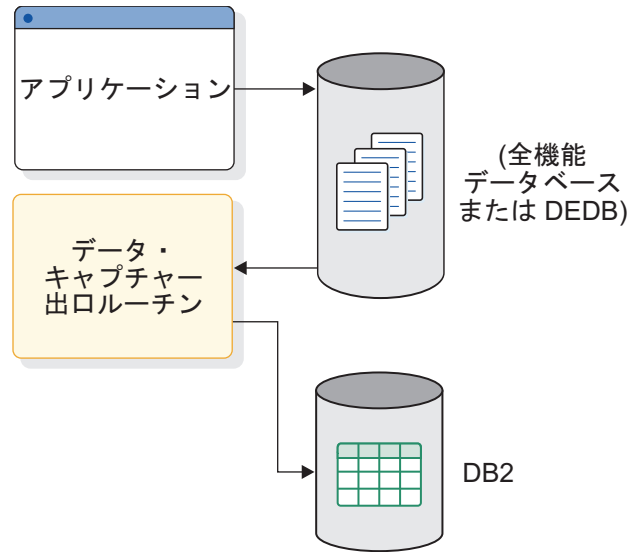 アプリケーション
(全機能
データベース
または DEDB)
データ・
キャプチャー
出口ルーチン
DB2